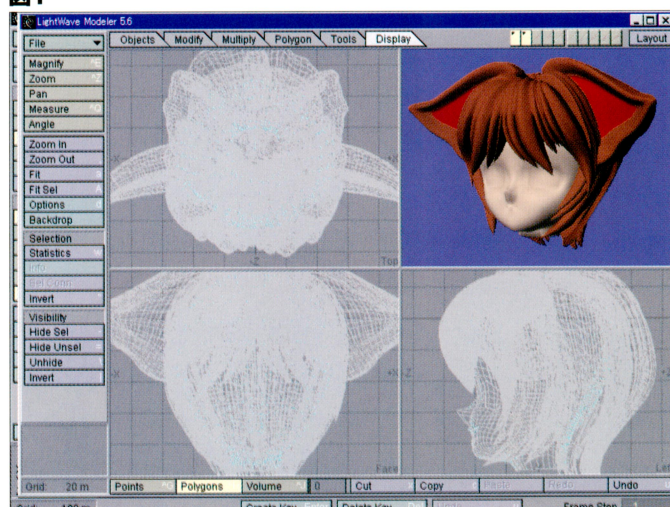 LightWave Modeler 5.6
File
Objects Modify Multiply Polygon Tools Display Layout
Magnify
Zoom
Pan
Measure
Angle
Zoom In
Zoom Out
Fit
Fit Sel
Options
Backdrop
Selection
Statistics
Info
Sel Conn
Invert
Visibility
Hide Sel
Hide Unsel
Unhide
Invert
-X
-Z
Top
-X
+X
-Z
Face
Grid: 20 m Points Polygons Volume 0 Cut Copy Paste Redo Undo
Create Key Delete Key Frame Step